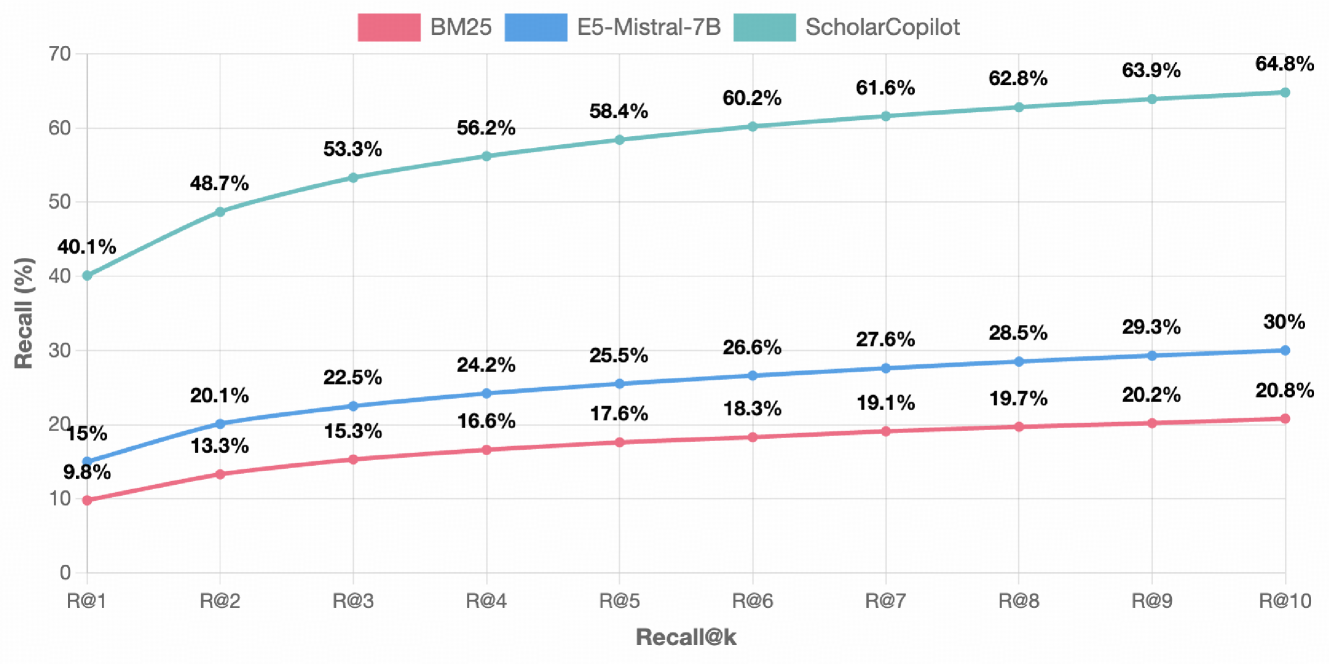 BM25 E5-Mistral-7B ScholarCopilot
70
60
50
40
30
20
10
0
Recall (%)
40.1% 48.7% 53.3% 56.2% 58.4% 60.2% 61.6% 62.8% 63.9% 64.8%
15% 20.1% 22.5% 24.2% 25.5% 26.6% 27.6% 28.5% 29.3% 30%
9.8% 13.3% 15.3% 16.6% 17.6% 18.3% 19.1% 19.7% 20.2% 20.8%
R@1 R@2 R@3 R@4 R@5 R@6 R@7 R@8 R@9 R@10
Recall@k